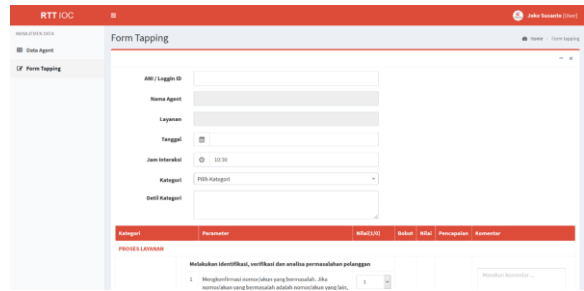 RTT IOC
Joko Susanto [User]
MANAJEMEN DATA
Data Agent
Form Tapping
Form Tapping
Home > Form tapping
ANI / Loggin ID
Nama Agent
Layanan
Tanggal
Jam Interaksi
10:30
Kategori
Pilih Kategori
Detil Kategori
Kategori Parameter Nilai(1/0) Bobot Nilai Pencapaian Komentar
PROSES LAYANAN
Melakukan identifikasi, verifikasi dan analisa permasalahan pelanggan
1 Mengkonfirmasi nomor/akun yang bermasalah. Jika
nomor/akun yang bermasalah adalah nomor/akun yang lain,
1
Masukan komentar ...